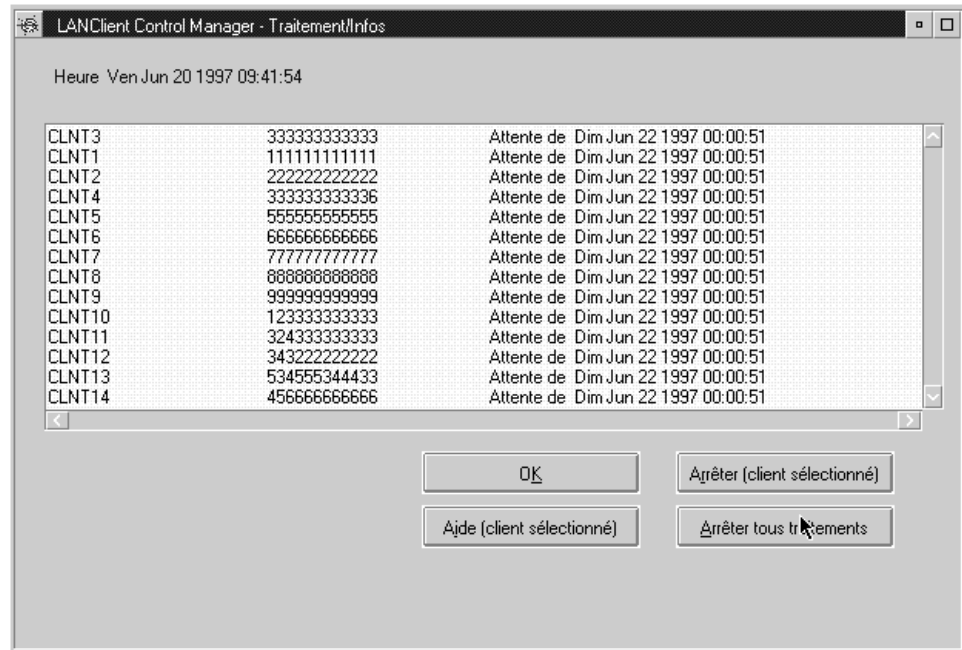 LANClient Control Manager - Traitement/Infos
Heure Ven Jun 20 1997 09:41:54
CLNT3 333333333333 Attente de Dim Jun 22 1997 00:00:51
CLNT1 111111111111 Attente de Dim Jun 22 1997 00:00:51
CLNT2 222222222222 Attente de Dim Jun 22 1997 00:00:51
CLNT4 333333333336 Attente de Dim Jun 22 1997 00:00:51
CLNT5 555555555555 Attente de Dim Jun 22 1997 00:00:51
CLNT6 666666666666 Attente de Dim Jun 22 1997 00:00:51
CLNT7 777777777777 Attente de Dim Jun 22 1997 00:00:51
CLNT8 888888888888 Attente de Dim Jun 22 1997 00:00:51
CLNT9 999999999999 Attente de Dim Jun 22 1997 00:00:51
CLNT10 123333333333 Attente de Dim Jun 22 1997 00:00:51
CLNT11 324333333333 Attente de Dim Jun 22 1997 00:00:51
CLNT12 343222222222 Attente de Dim Jun 22 1997 00:00:51
CLNT13 534555344433 Attente de Dim Jun 22 1997 00:00:51
CLNT14 456666666666 Attente de Dim Jun 22 1997 00:00:51
OK Arrêter (client sélectionné)
Aide (client sélectionné) Arrêter tous traitements